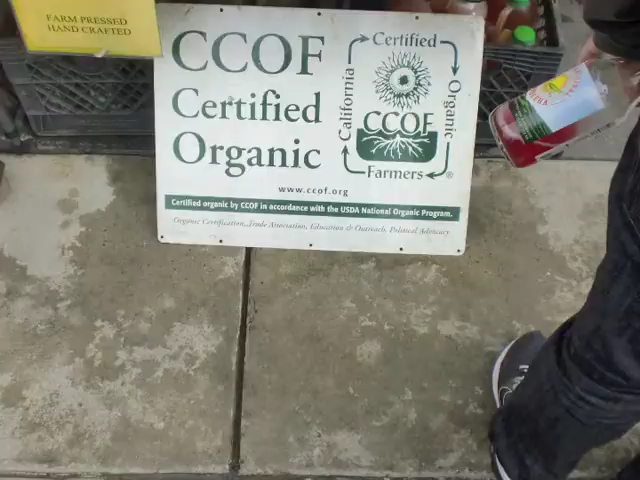 FARM PRESSED
HAND CRAFTED
CCOF
Certified
Organic
Certified
Organic
Farmers
California
CCOF
®
www.ccof.org
Certified organic by CCOF in accordance with the USDA National Organic Program.
Organic Certification, Trade Association, Education & Outreach, Political Advocacy